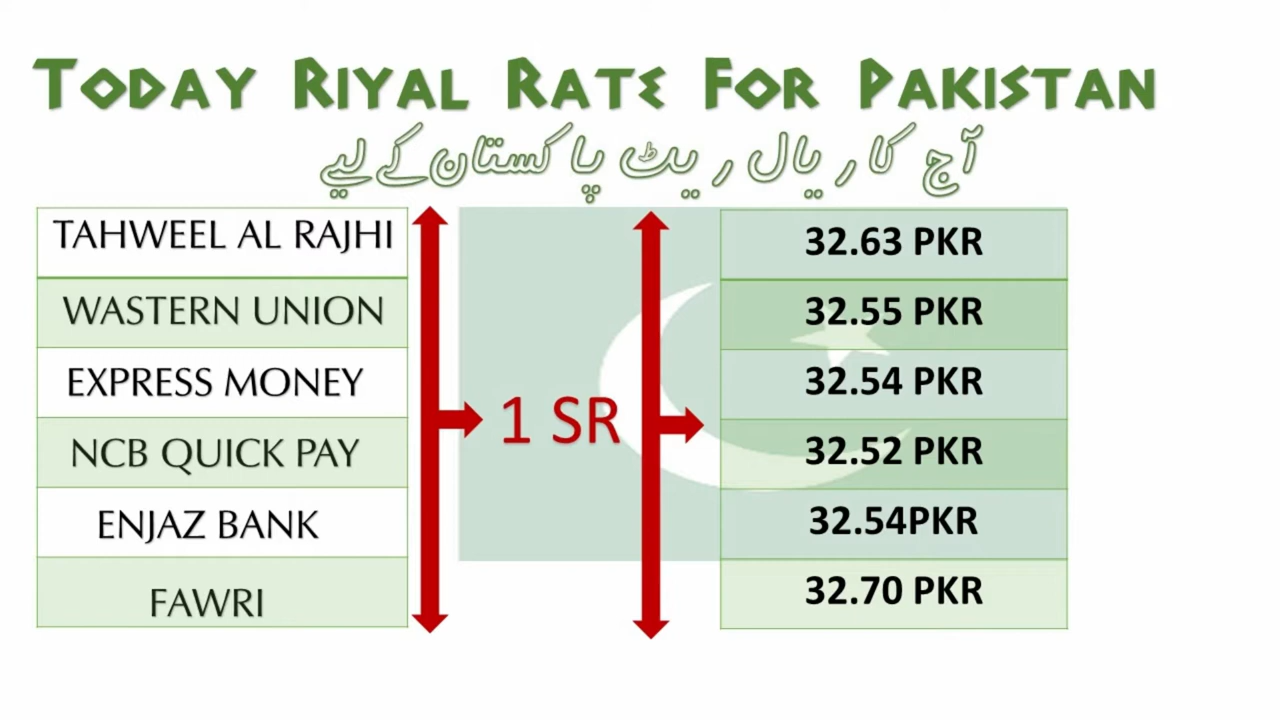 Today Riyal Rate For Pakistan
آج کا ریال ریٹ پاکستان کے لیے
TAHWEEL AL RAJHI 32.63 PKR
WASTERN UNION 32.55 PKR
EXPRESS MONEY 32.54 PKR
1 SR
NCB QUICK PAY 32.52 PKR
ENJAZ BANK 32.54PKR
FAWRI 32.70 PKR